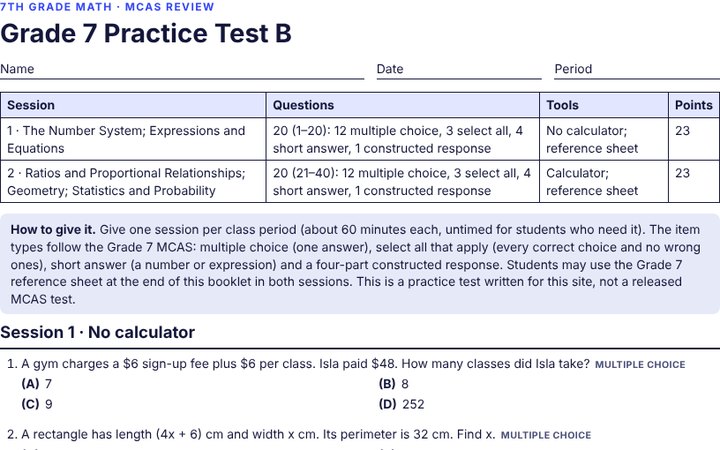 7TH GRADE MATH · MCAS REVIEW
Grade 7 Practice Test B
Name Date Period
Session Questions Tools Points
1 · The Number System; Expressions and Equations 20 (1–20): 12 multiple choice, 3 select all, 4 short answer, 1 constructed response No calculator; reference sheet 23
2 · Ratios and Proportional Relationships; Geometry; Statistics and Probability 20 (21–40): 12 multiple choice, 3 select all, 4 short answer, 1 constructed response Calculator; reference sheet 23
How to give it. Give one session per class period (about 60 minutes each, untimed for students who need it). The item
types follow the Grade 7 MCAS: multiple choice (one answer), select all that apply (every correct choice and no wrong
ones), short answer (a number or expression) and a four-part constructed response. Students may use the Grade 7
reference sheet at the end of this booklet in both sessions. This is a practice test written for this site, not a released
MCAS test.
Session 1 · No calculator
1. A gym charges a $6 sign-up fee plus $6 per class. Isla paid $48. How many classes did Isla take? MULTIPLE CHOICE
(A) 7 (B) 8
(C) 9 (D) 252
2. A rectangle has length (4x + 6) cm and width x cm. Its perimeter is 32 cm. Find x. MULTIPLE CHOICE